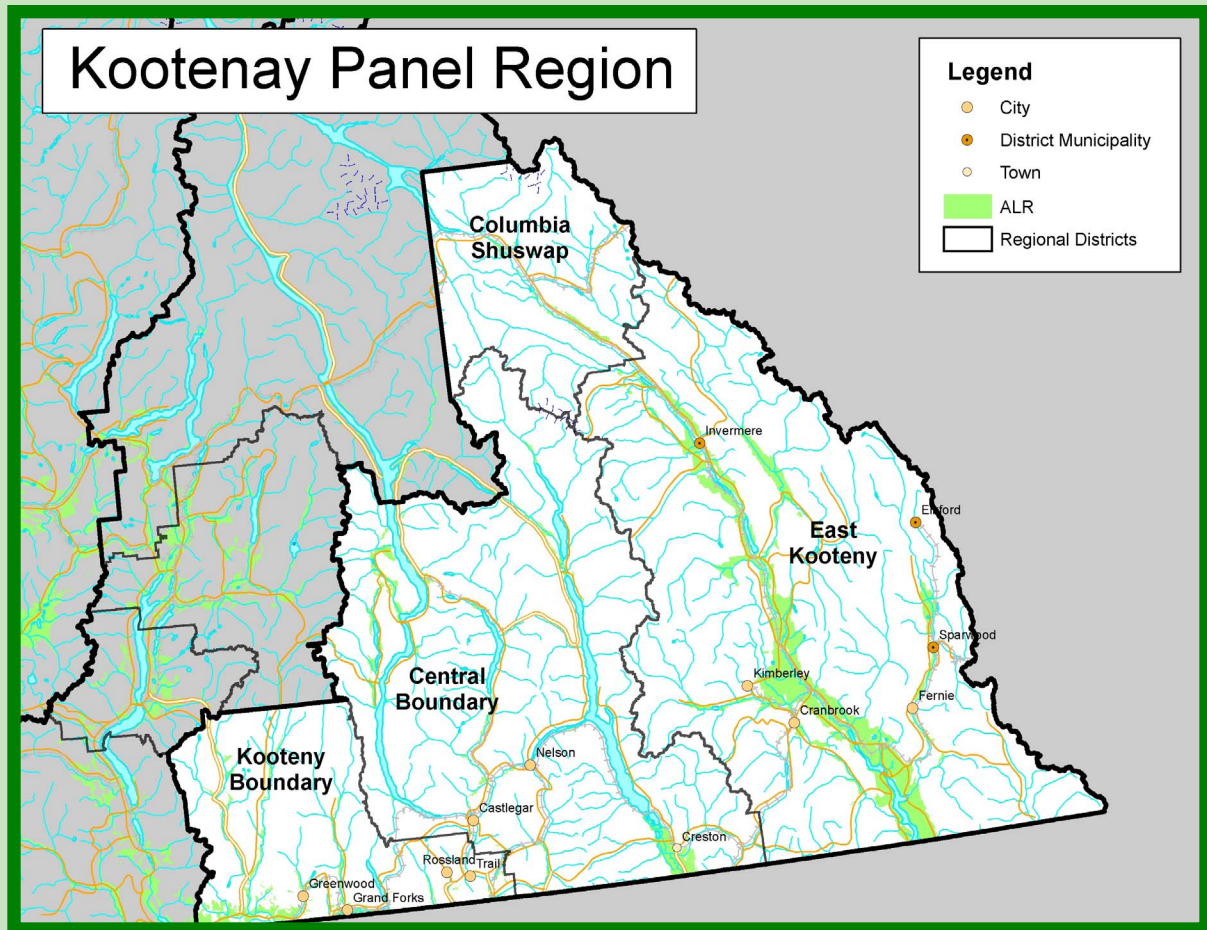 Kootenay Panel Region
Legend
City
District Municipality
Town
ALR
Regional Districts
Columbia
Shuswap
Invermere
Elkford
East
Kooteny
Sparwood
Kimberley
Central
Boundary
Fernie
Cranbrook
Kooteny
Boundary
Nelson
Castlegar
Creston
Rossland
Trail
Greenwood
Grand Forks